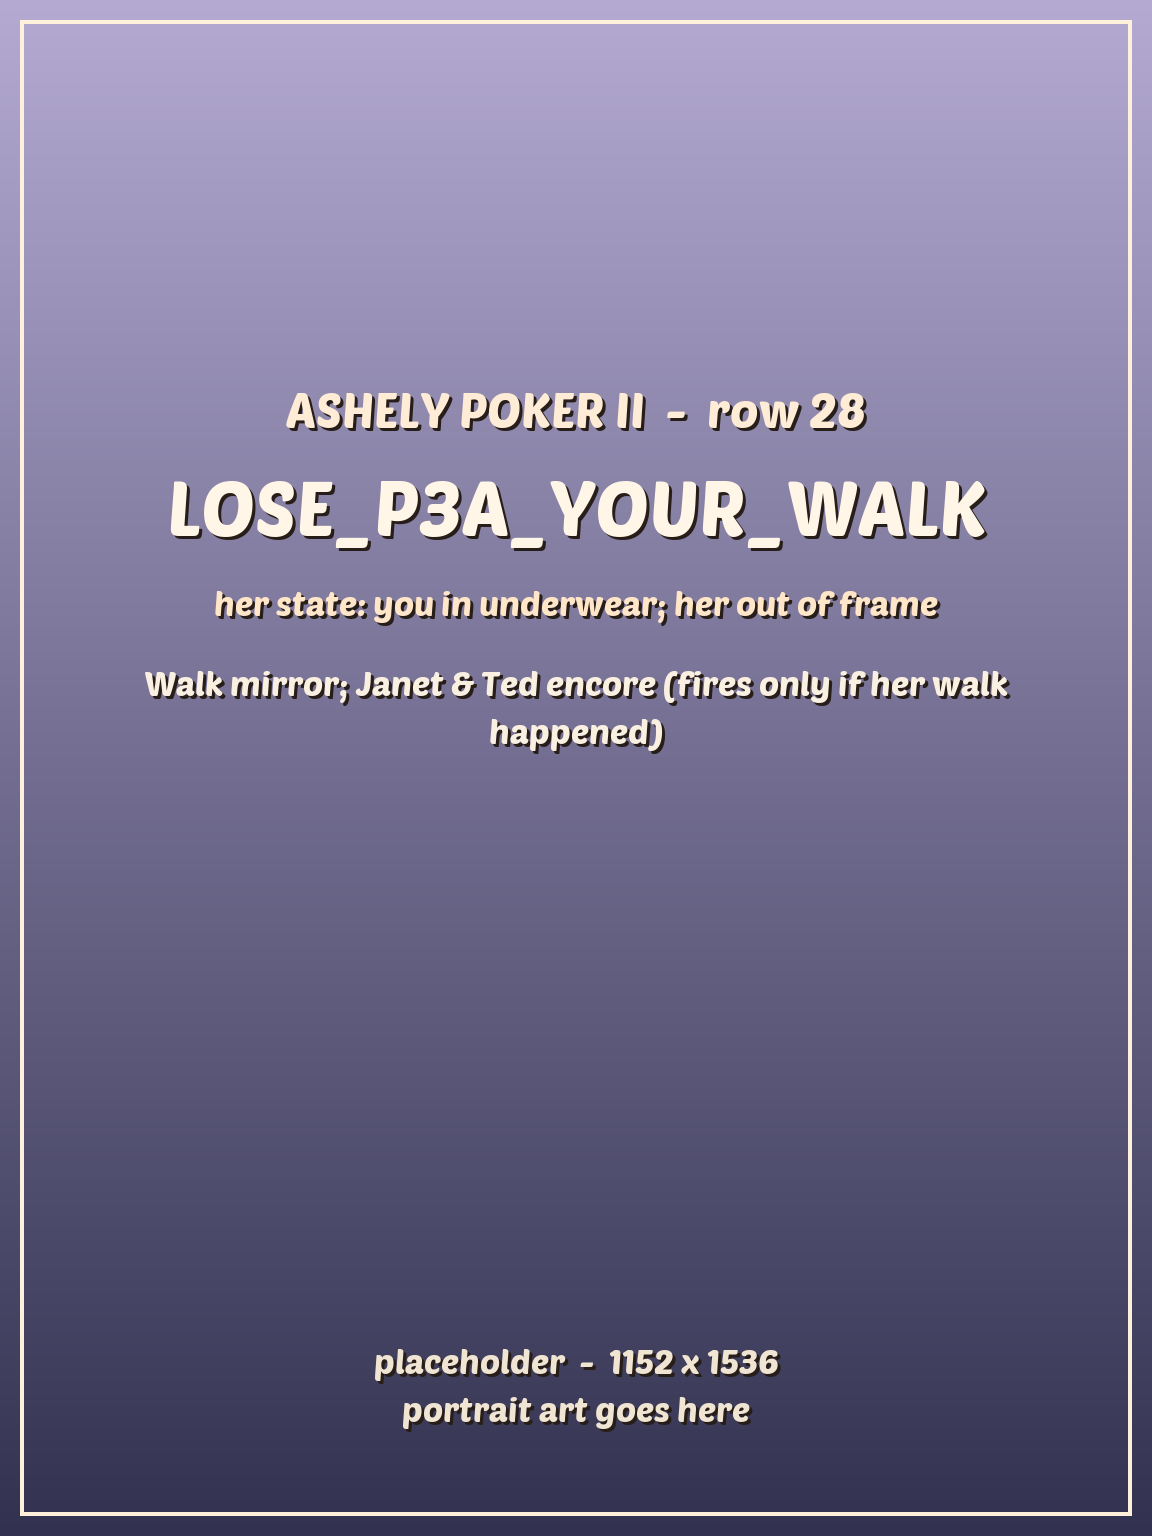 ASHELY POKER II - row 28
LOSE_P3A_YOUR_WALK
her state: you in underwear; her out of frame
Walk mirror; Janet & Ted encore (fires only if her walk
happened)
placeholder - 1152 x 1536
portrait art goes here